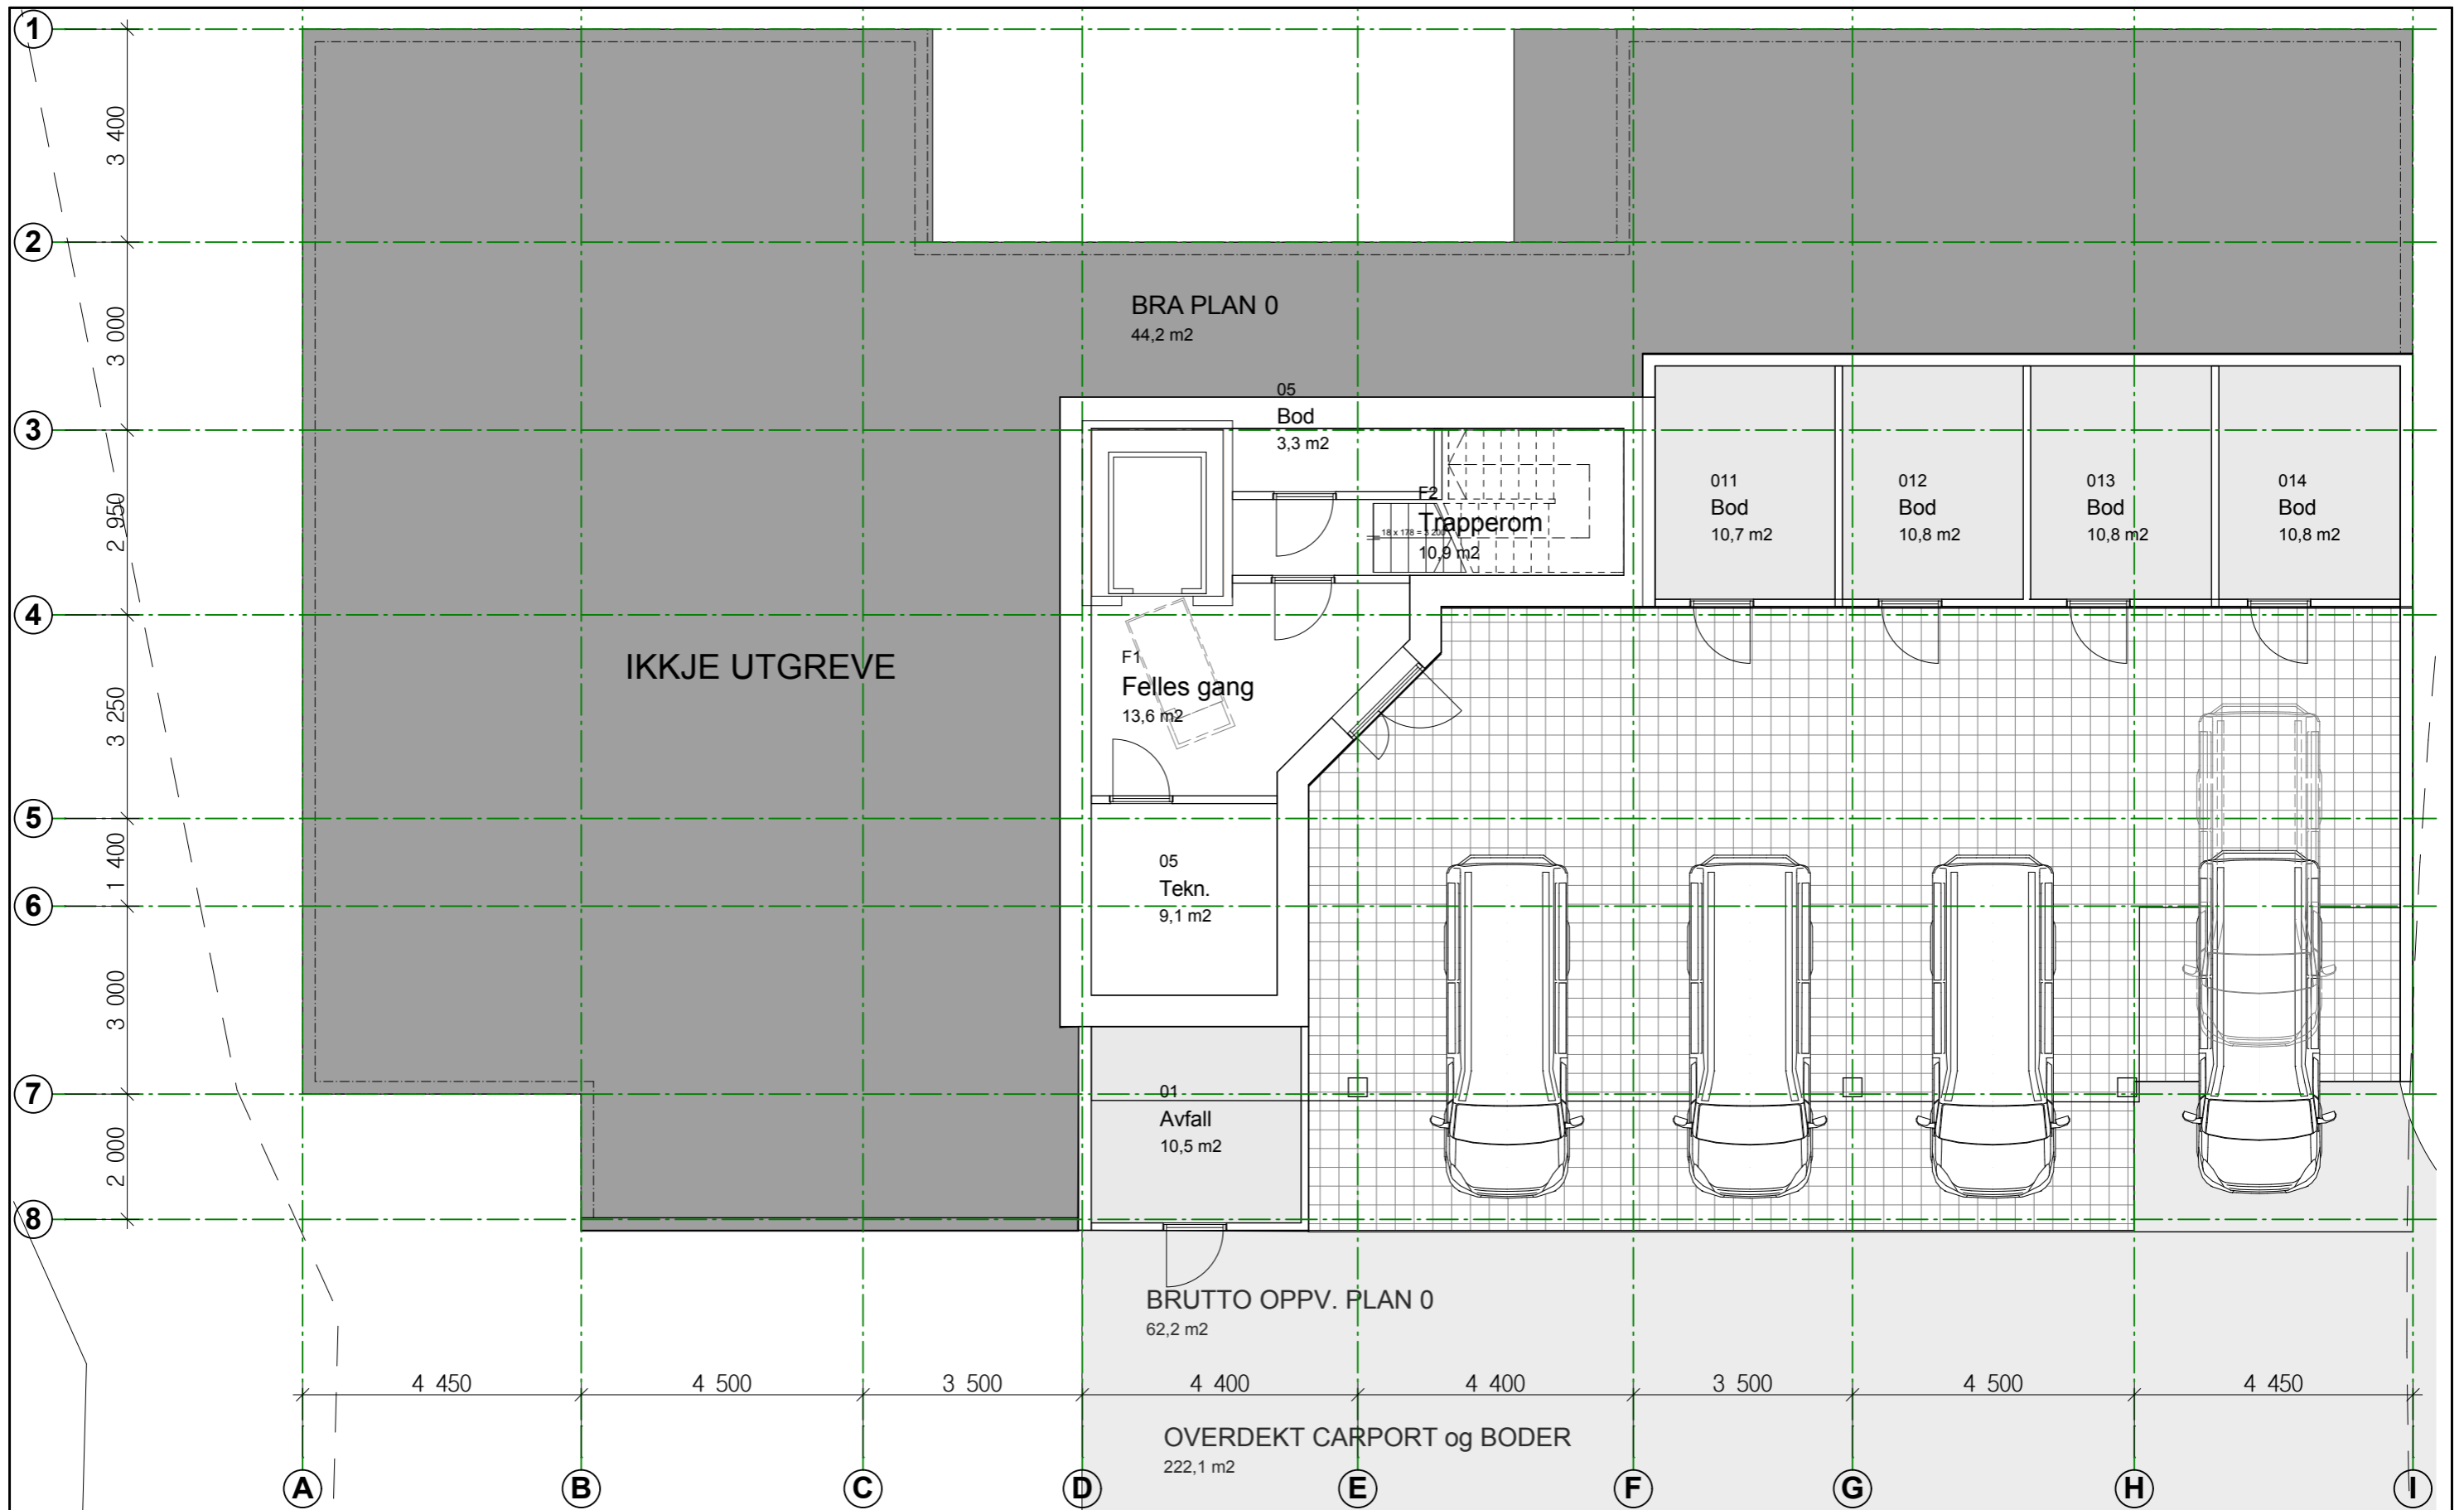 1
2
3
4
5
6
7
8
3 400
3 000
2 950
3 250
1 400
3 000
2 000
BRA PLAN 0
44,2 m2
05
Bod
3,3 m2
F2
Trapperom
18 x 178 = 3 200
10,9 m2
011
Bod
10,7 m2
012
Bod
10,8 m2
013
Bod
10,8 m2
014
Bod
10,8 m2
IKKJE UTGREVE
F1
Felles gang
13,6 m2
05
Tekn.
9,1 m2
01
Avfall
10,5 m2
BRUTTO OPPV. PLAN 0
62,2 m2
4 450
4 500
3 500
4 400
4 400
3 500
4 500
4 450
OVERDEKT CARPORT og BODER
222,1 m2
A
B
C
D
E
F
G
H
I